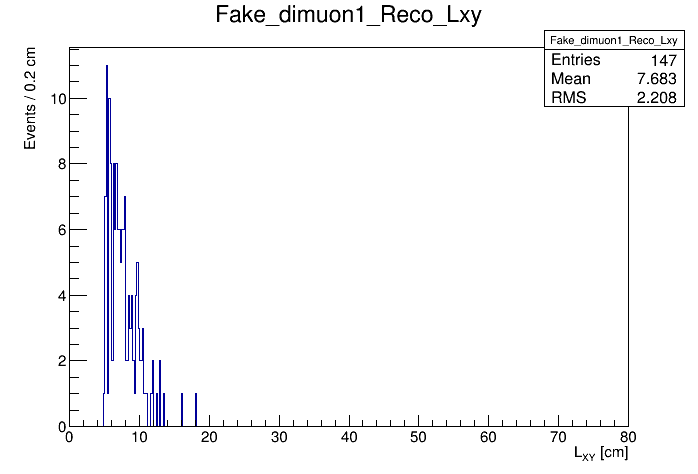 Fake_dimuon1_Reco_Lxy
Fake_dimuon1_Reco_Lxy
Entries 147
Mean 7.683
RMS 2.208
Events / 0.2 cm
10
8
6
4
2
0
0 10 20 30 40 50 60 70 80
L_XY [cm]